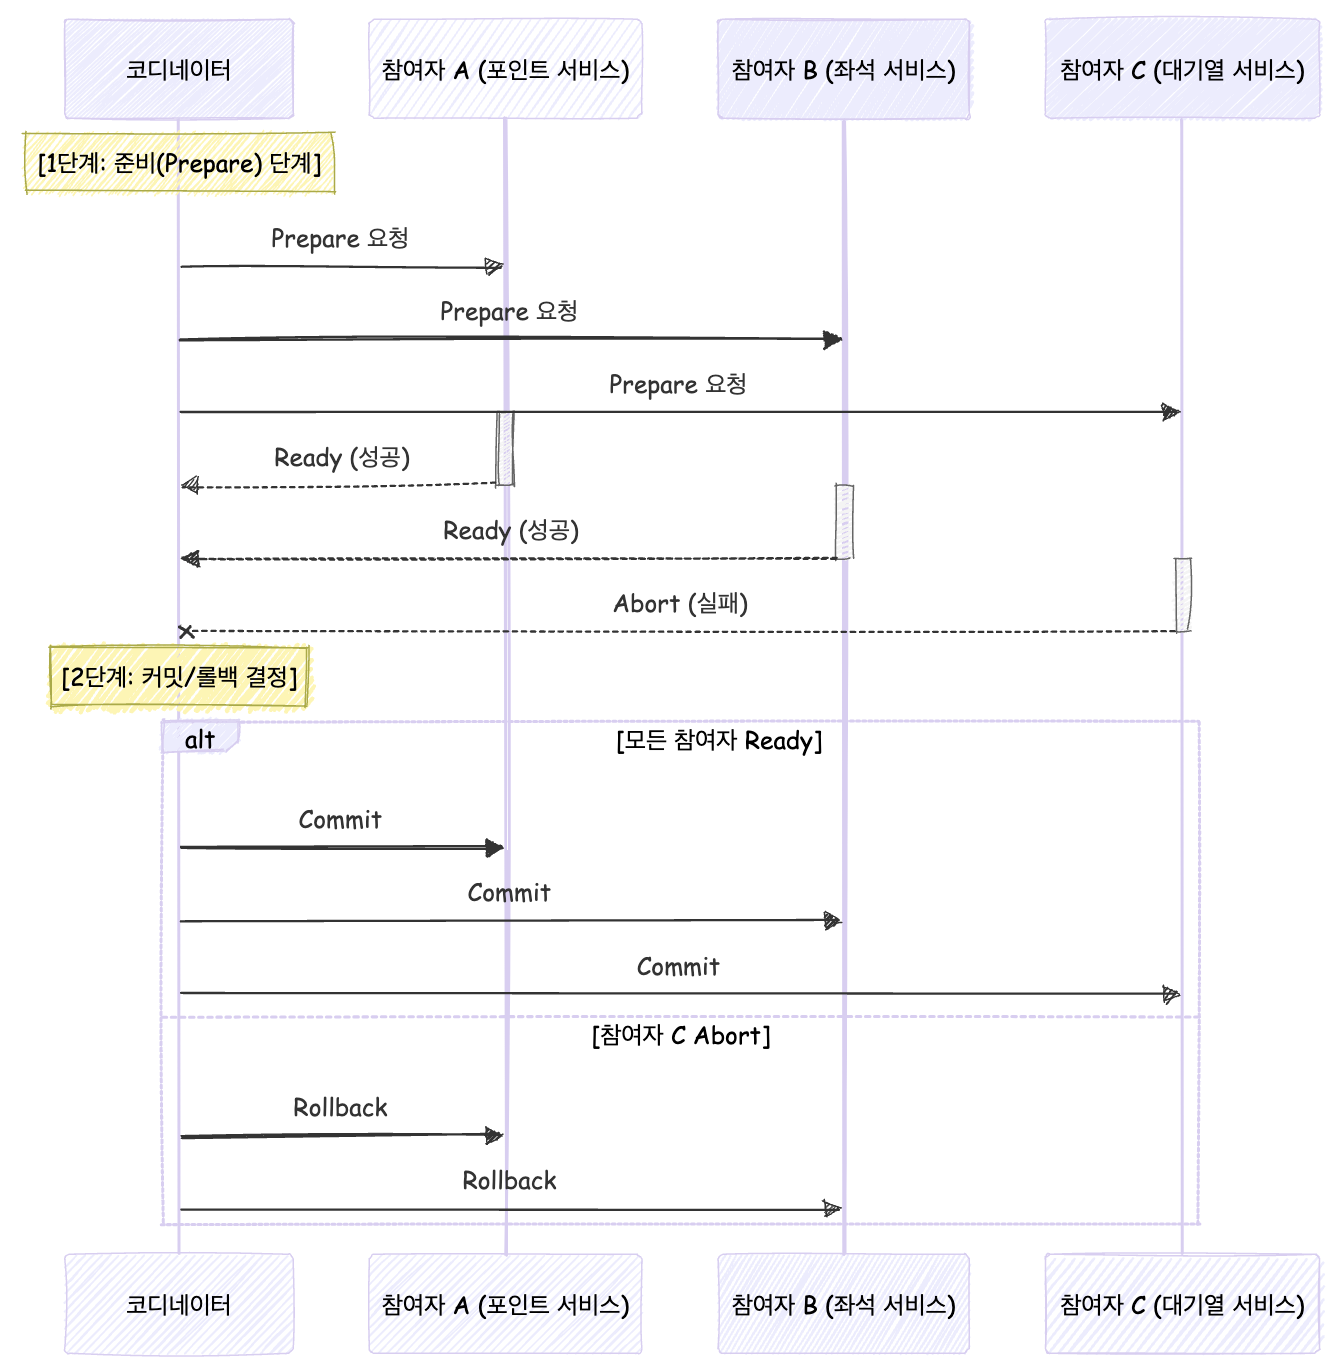 코디네이터
참여자 A (포인트 서비스)
참여자 B (좌석 서비스)
참여자 C (대기열 서비스)
[1단계: 준비(Prepare) 단계]
Prepare 요청
Prepare 요청
Prepare 요청
Ready (성공)
Ready (성공)
Abort (실패)
[2단계: 커밋/롤백 결정]
alt
[모든 참여자 Ready]
Commit
Commit
Commit
[참여자 C Abort]
Rollback
Rollback
코디네이터
참여자 A (포인트 서비스)
참여자 B (좌석 서비스)
참여자 C (대기열 서비스)